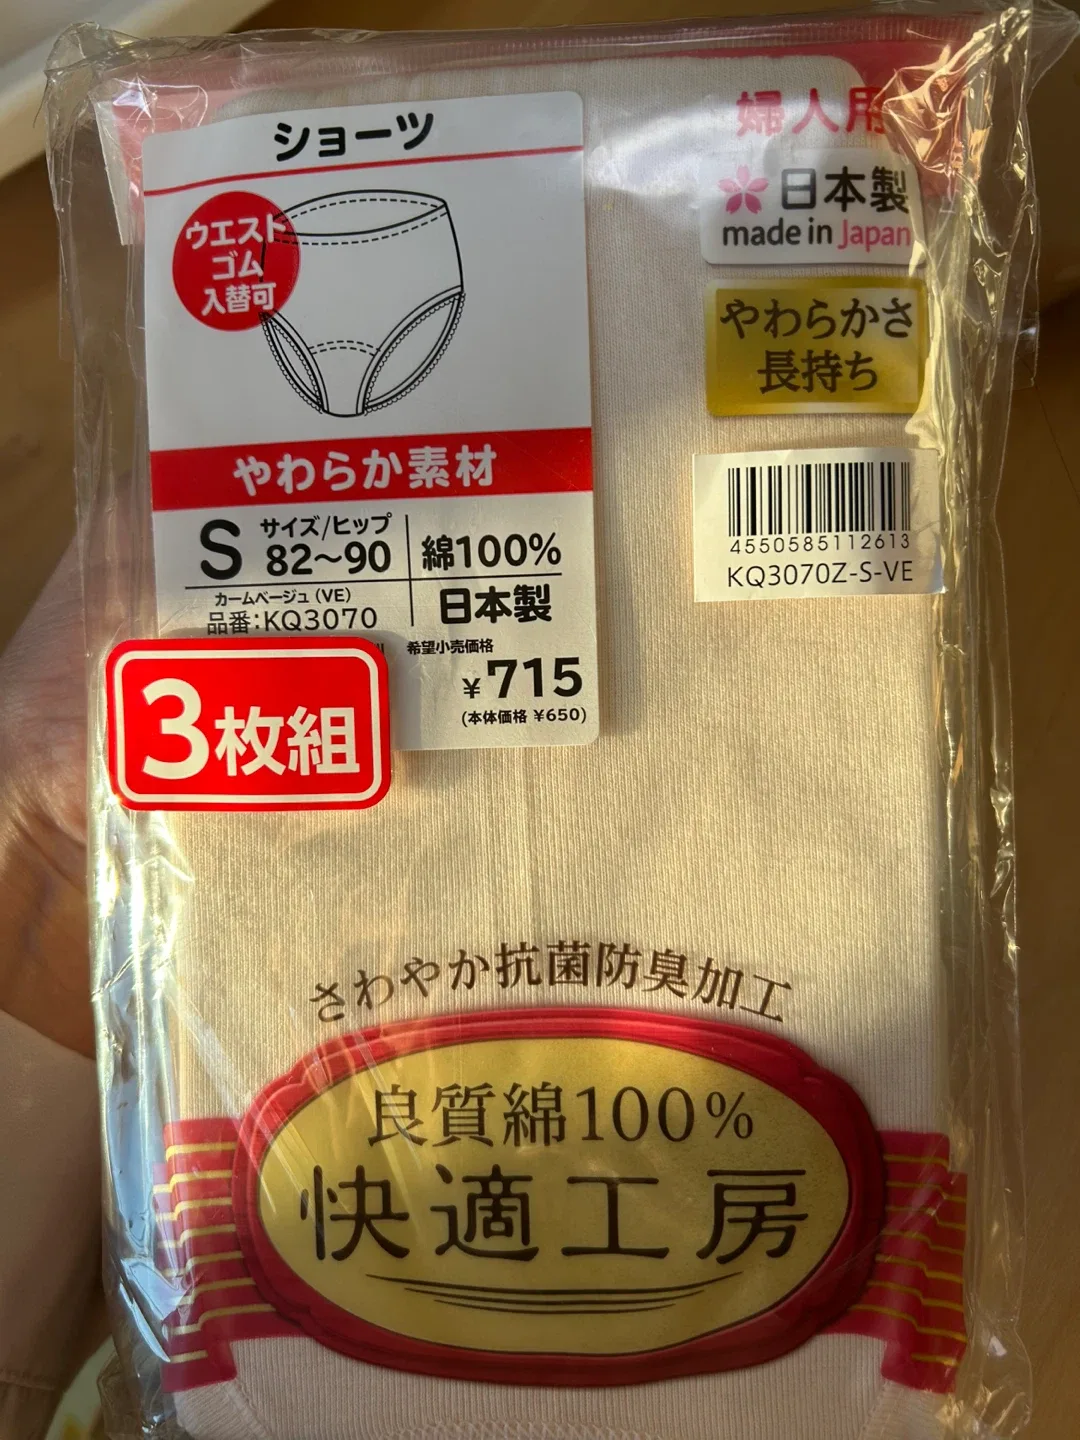 ショーツ
ウエスト
ゴム
入替可
やわらか素材
S サイズ/ヒップ
82～90
カームベージュ(VE)
品番:KQ3070
綿100%
日本製
希望小売価格
¥715
(本体価格 ¥650)
3枚組
婦人用
日本製
made in Japan
やわらかさ
長持ち
4550585112613
KQ3070Z-S-VE
さわやか抗菌防臭加工
良質綿100%
快適工房